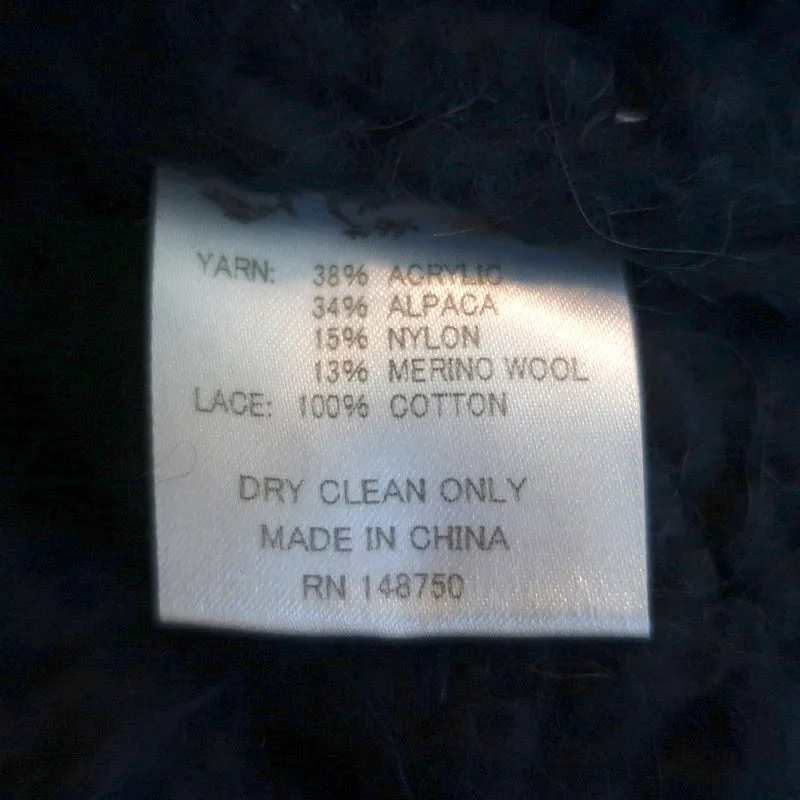 YARN: 38% ACRYLIC
34% ALPACA
15% NYLON
13% MERINO WOOL
LACE: 100% COTTON
DRY CLEAN ONLY
MADE IN CHINA
RN 148750